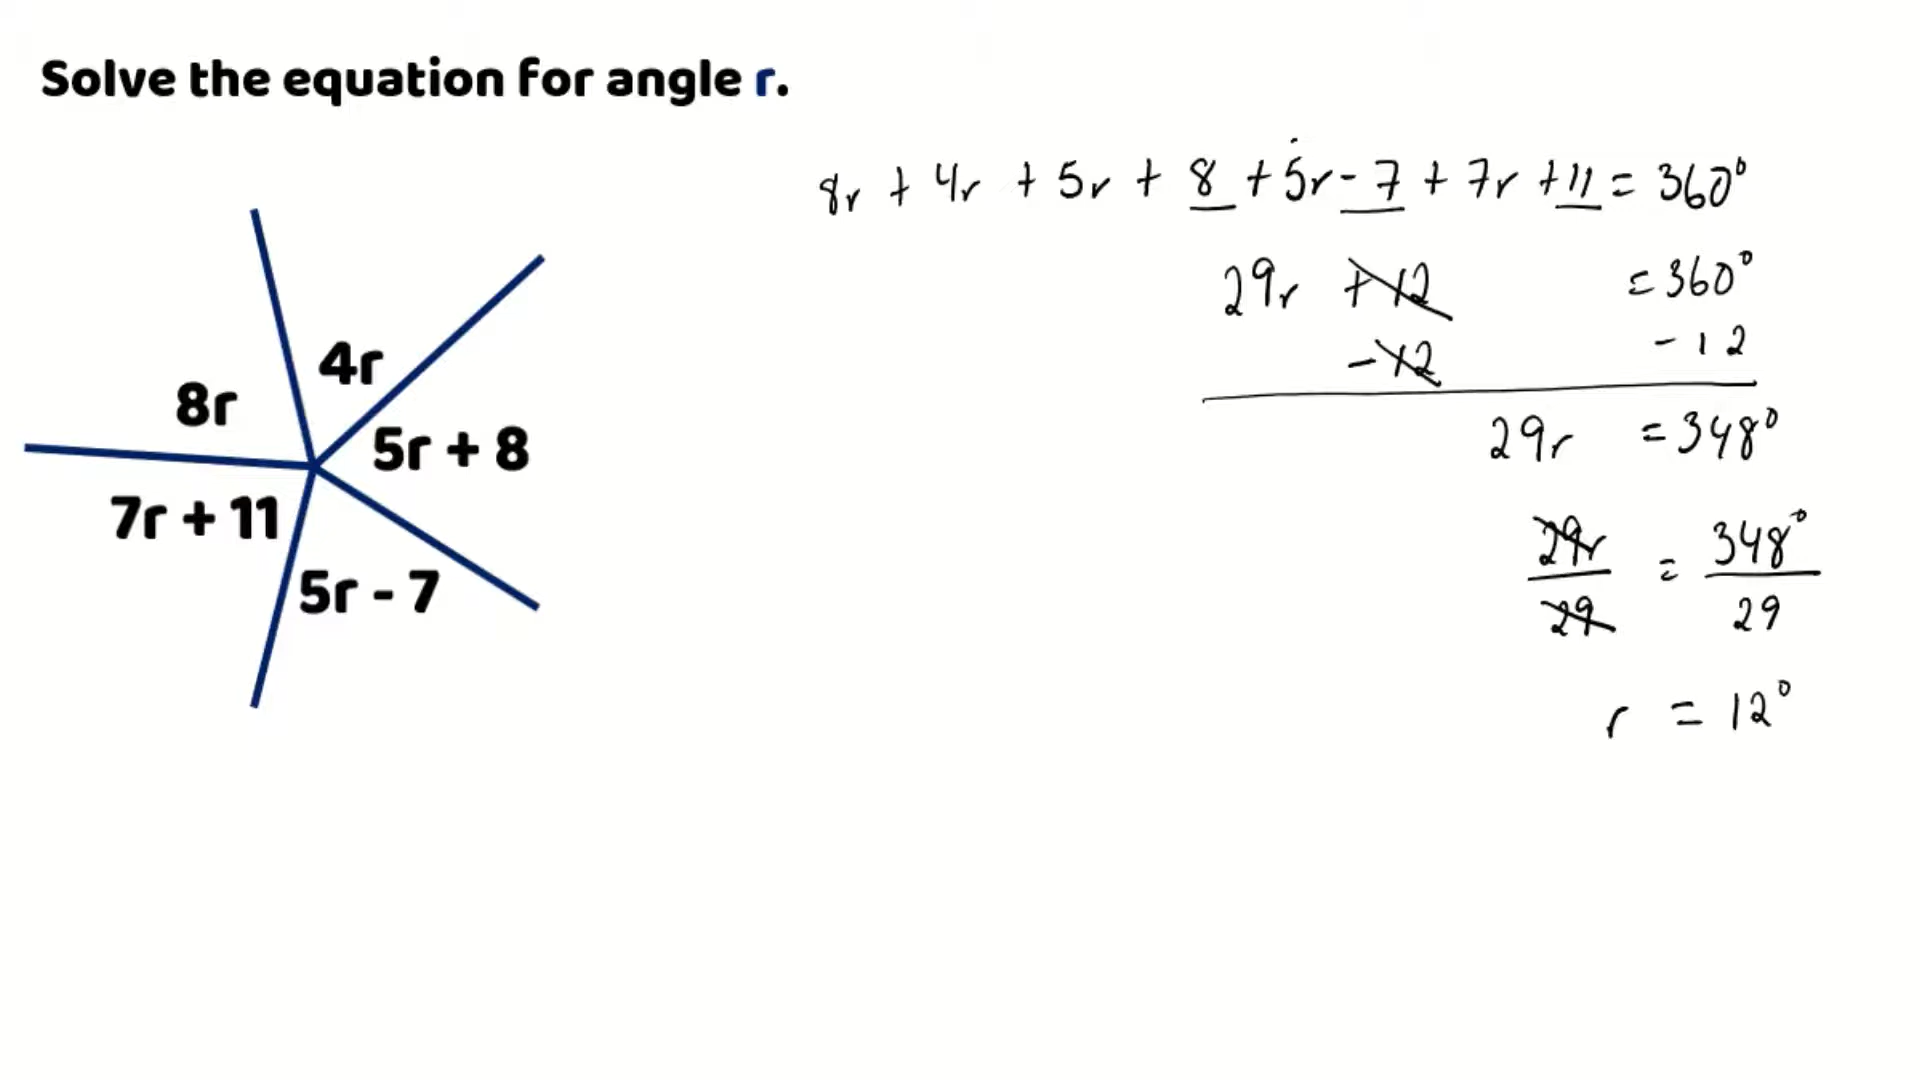 Solve the equation for angle r.
8r + 4r + 5r + 8 + 5r - 7 + 7r + 11 = 360°
29r + 12 = 360°
- 12 - 12
29r = 348°
29r/29 = 348°/29
r = 12°
4r
8r
5r + 8
7r + 11
5r - 7